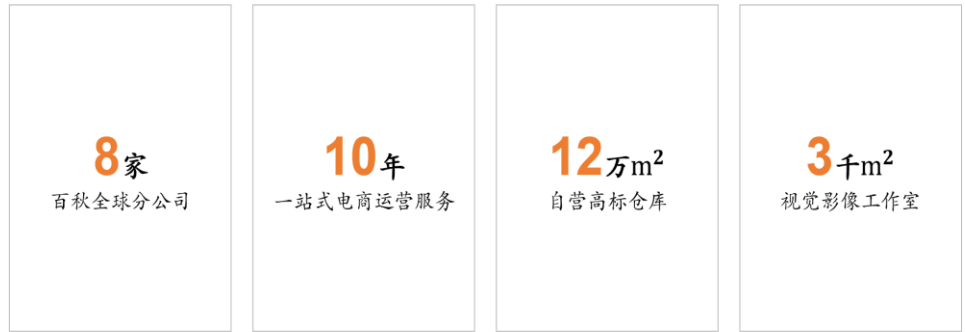 8家
百秋全球分公司
10年
一站式电商运营服务
12万m²
自营高标仓库
3千m²
视觉影像工作室